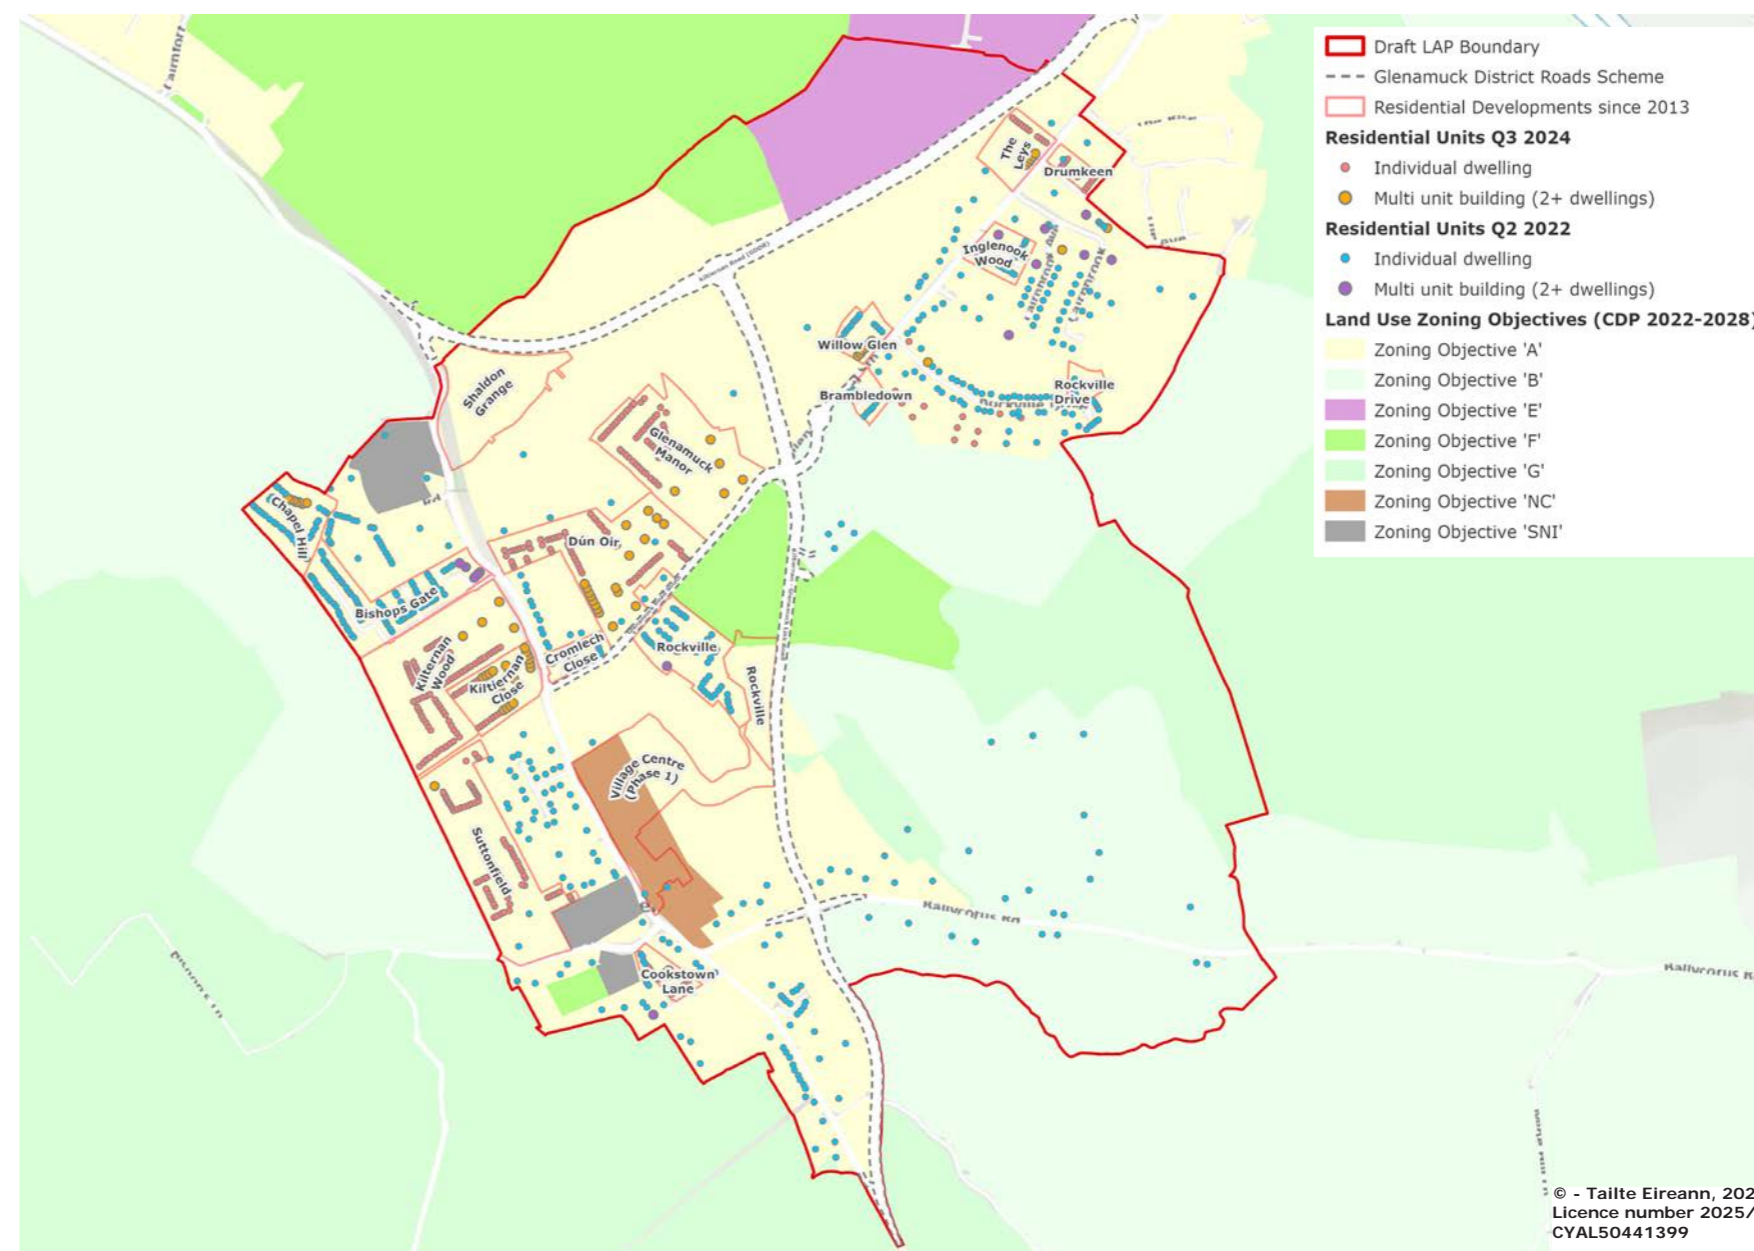 Draft LAP Boundary
Glenamuck District Roads Scheme
Residential Developments since 2013
Residential Units Q3 2024
Individual dwelling
Multi unit building (2+ dwellings)
Residential Units Q2 2022
Individual dwelling
Multi unit building (2+ dwellings)
Land Use Zoning Objectives (CDP 2022-2028)
Zoning Objective 'A'
Zoning Objective 'B'
Zoning Objective 'E'
Zoning Objective 'F'
Zoning Objective 'G'
Zoning Objective 'NC'
Zoning Objective 'SNI'
The
Leys
Drumkeen
Inglenook
Wood
Willow Glen
Brambledown
Rockville
Drive
Shaldon
Grange
Glenamuck
Manor
Chapel Hill
Dún Oir
Bishops Gate
Cromlech
Close
Rockville
Rockville
Kilternan
Wood
Kiltiernan
Close
Village Centre
(Phase 1)
Suttonfield
Cookstown
Lane
Ballycorus Rd
© - Tailte Eireann, 202
Licence number 2025/
CYAL50441399